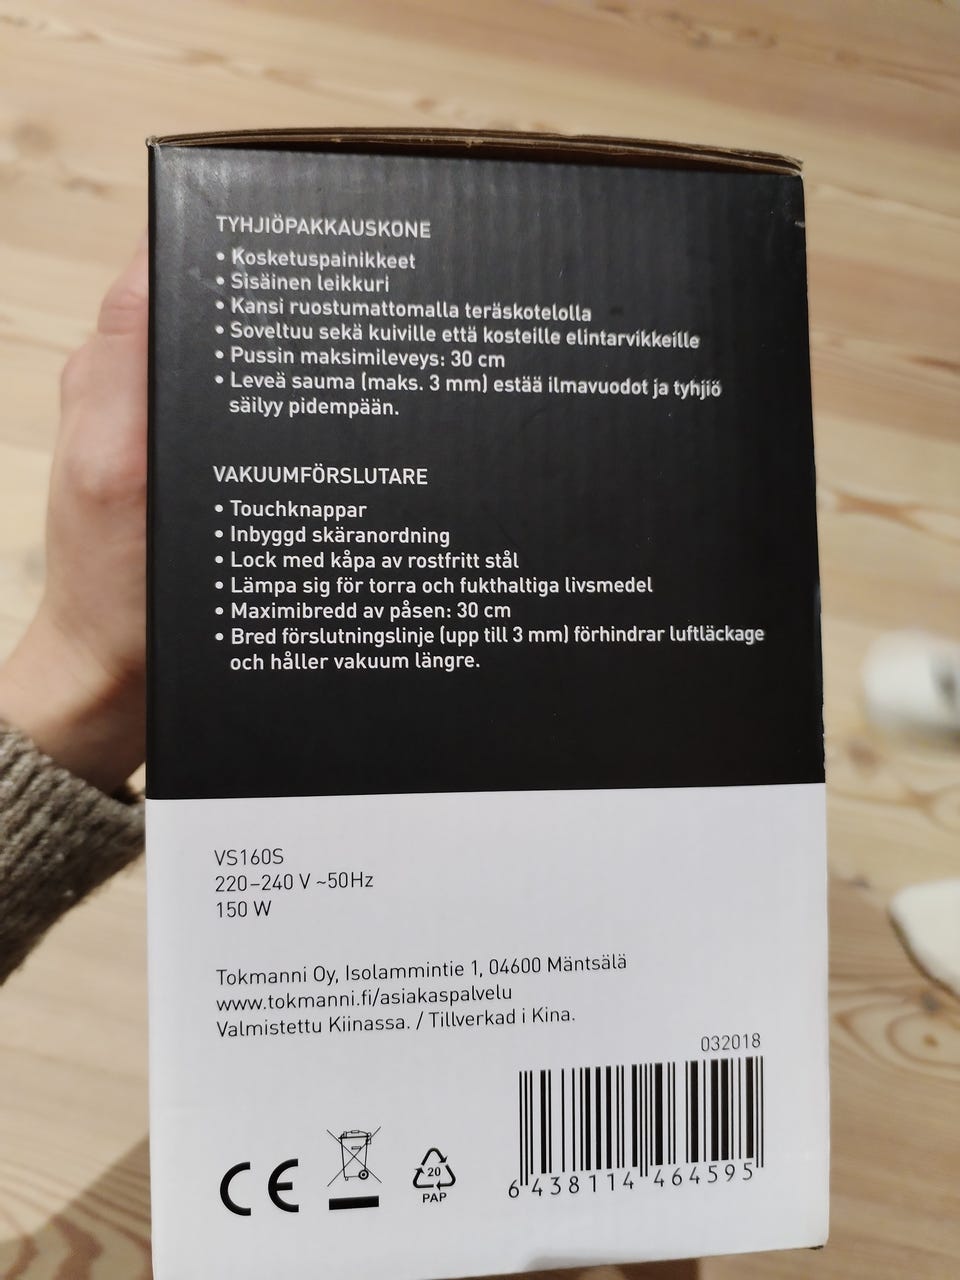 TYHJIÖPAKKAUSKONE
• Kosketuspainikkeet
• Sisäinen leikkuri
• Kansi ruostumattomalla teräskotelolla
• Soveltuu sekä kuiville että kosteille elintarvikkeille
• Pussin maksimileveys: 30 cm
• Leveä sauma (maks. 3 mm) estää ilmavuodot ja tyhjiö
säilyy pidempään.
VAKUUMFÖRSLUTARE
• Touchknappar
• Inbyggd skäranordning
• Lock med kåpa av rostfritt stål
• Lämpa sig för torra och fukthaltiga livsmedel
• Maximibredd av påsen: 30 cm
• Bred förslutningslinje (upp till 3 mm) förhindrar luftläckage
och håller vakuum längre.
VS160S
220–240 V ~50Hz
150 W
Tokmanni Oy, Isolammintie 1, 04600 Mäntsälä
www.tokmanni.fi/asiakaspalvelu
Valmistettu Kiinassa. / Tillverkad i Kina.
032018
CE
20
PAP
6 438114 464595